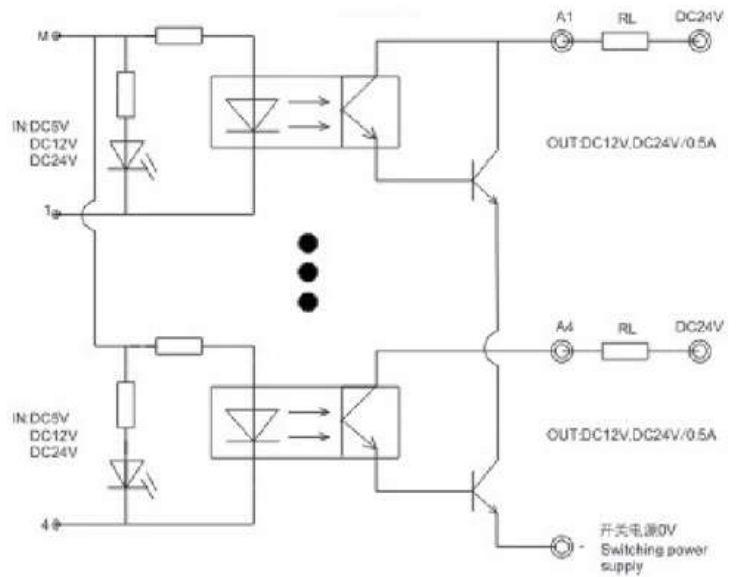 A1 RL DC24V
M
IN:DC5V
DC12V
DC24V
OUT:DC12V,DC24V/0.5A
1
A4 RL DC24V
IN:DC5V
DC12V
DC24V
OUT:DC12V,DC24V/0.5A
4
- 开关电源0V
Switching power
supply